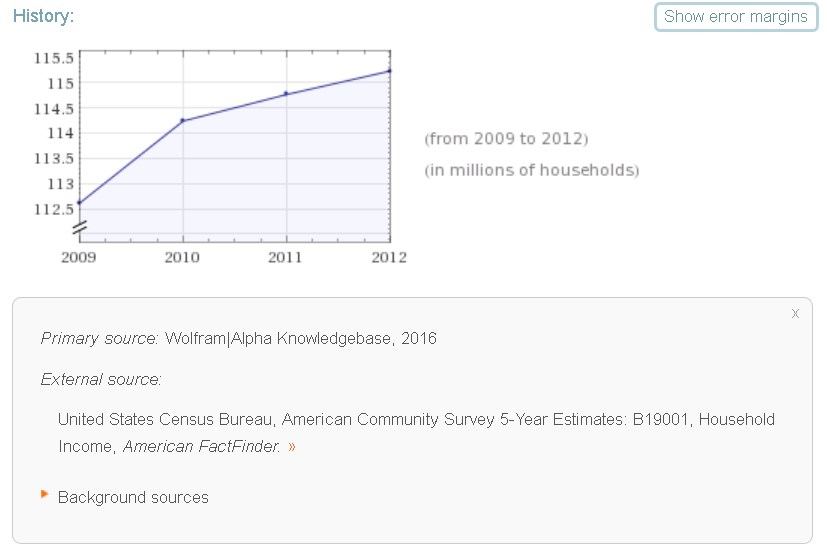 History:
Show error margins
115.5
115
114.5
114
113.5
113
112.5
2009 2010 2011 2012
(from 2009 to 2012)
(in millions of households)
x
Primary source: Wolfram|Alpha Knowledgebase, 2016
External source:
United States Census Bureau, American Community Survey 5-Year Estimates: B19001, Household
Income, American FactFinder. »
Background sources